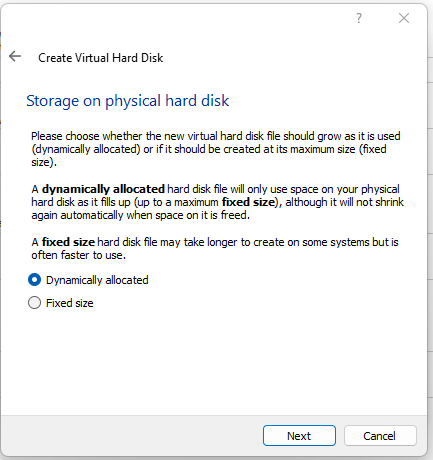 ?
Create Virtual Hard Disk
Storage on physical hard disk
Please choose whether the new virtual hard disk file should grow as it is used
(dynamically allocated) or if it should be created at its maximum size (fixed
size).
A dynamically allocated hard disk file will only use space on your physical
hard disk as it fills up (up to a maximum fixed size), although it will not shrink
again automatically when space on it is freed.
A fixed size hard disk file may take longer to create on some systems but is
often faster to use.
Dynamically allocated
Fixed size
Next
Cancel